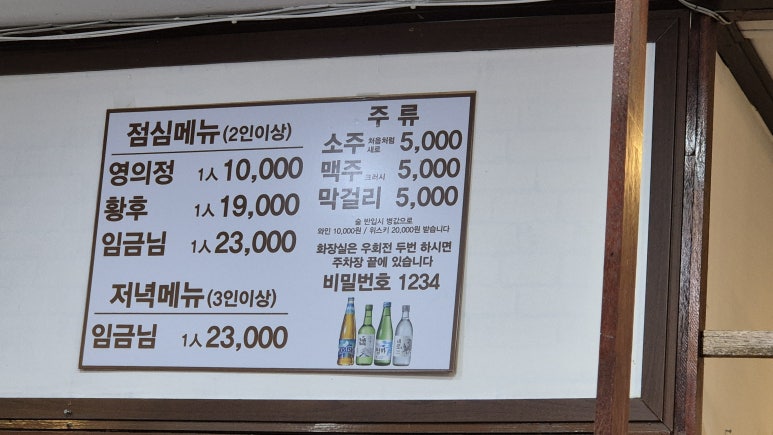 점심메뉴(2인이상)
영의정 1人 10,000
황후 1人 19,000
임금님 1人 23,000
저녁메뉴(3인이상)
임금님 1人 23,000
주 류
소주 처음처럼 새로 5,000
맥주 크러시 5,000
막걸리 5,000
술 반입시 병값으로
와인 10,000원 / 위스키 20,000원 받습니다
화장실은 우회전 두번 하시면
주차장 끝에 있습니다
비밀번호 1234